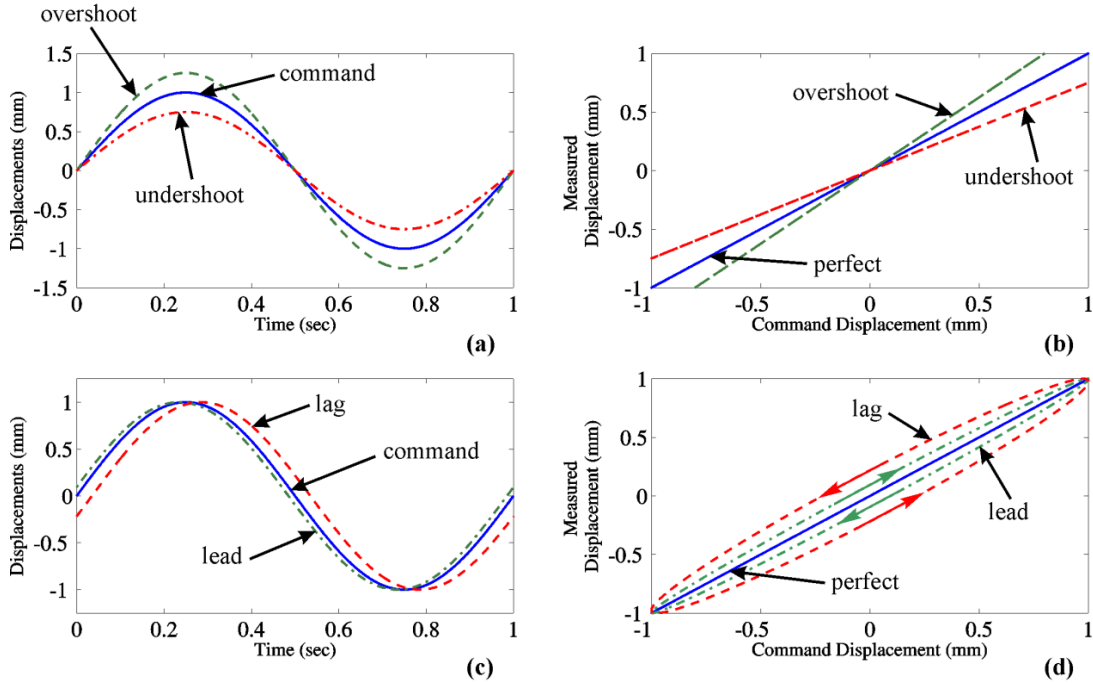 overshoot
1.5
1
0.5
0
-0.5
-1
-1.5
Displacements (mm)
command
undershoot
0
0.2
0.4
0.6
0.8
1
Time (sec)
(a)
1
0.5
0
-0.5
-1
Measured
Displacement (mm)
overshoot
undershoot
perfect
-1
-0.5
0
0.5
1
Command Displacement (mm)
(b)
1
0.5
0
-0.5
-1
Displacements (mm)
lag
command
lead
0
0.2
0.4
0.6
0.8
1
Time (sec)
(c)
1
0.5
0
-0.5
-1
Measured
Displacement (mm)
lag
lead
perfect
-1
-0.5
0
0.5
1
Command Displacement (mm)
(d)